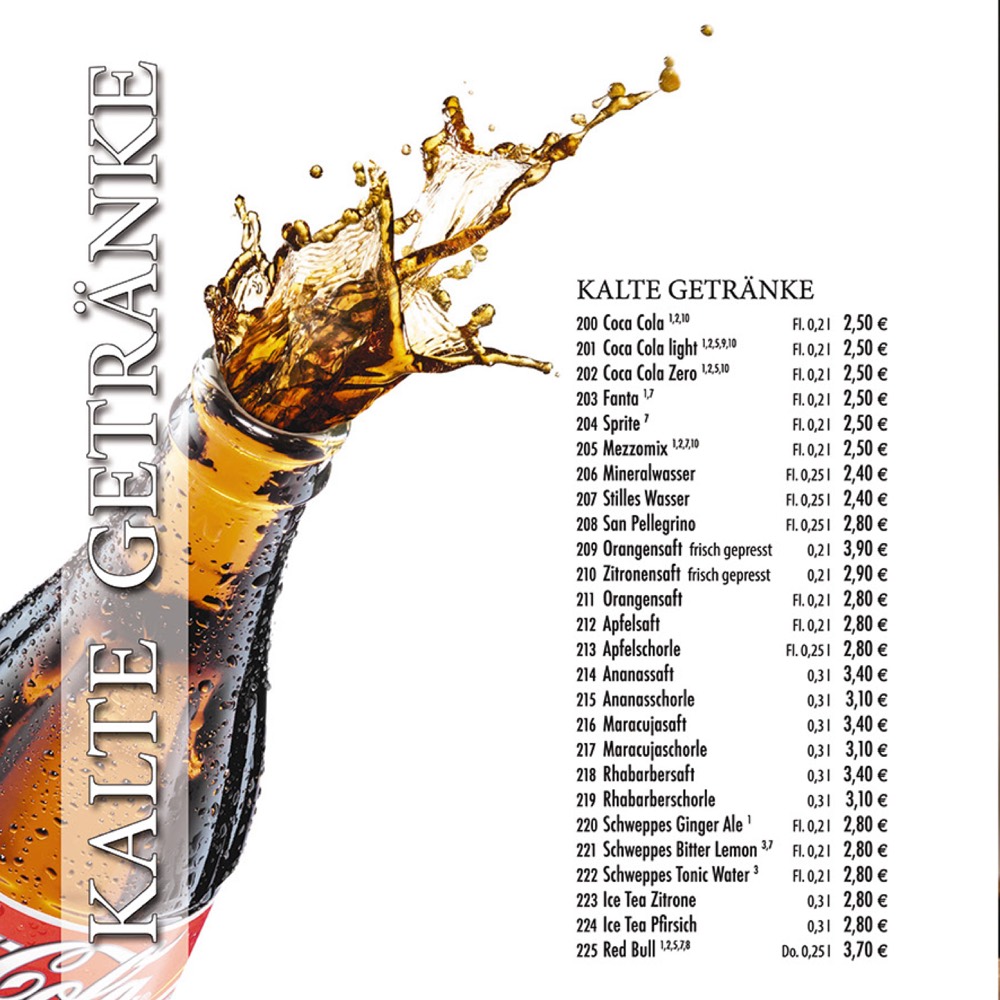 KALTE GETRÄNKE
KALTE GETRÄNKE
200 Coca Cola 1,2,10 Fl. 0,2 l 2,50 €
201 Coca Cola light 1,2,5,9,10 Fl. 0,2 l 2,50 €
202 Coca Cola Zero 1,2,5,10 Fl. 0,2 l 2,50 €
203 Fanta 1,7 Fl. 0,2 l 2,50 €
204 Sprite 7 Fl. 0,2 l 2,50 €
205 Mezzomix 1,2,7,10 Fl. 0,2 l 2,50 €
206 Mineralwasser Fl. 0,25 l 2,40 €
207 Stilles Wasser Fl. 0,25 l 2,40 €
208 San Pellegrino Fl. 0,25 l 2,80 €
209 Orangensaft frisch gepresst 0,2 l 3,90 €
210 Zitronensaft frisch gepresst 0,2 l 2,90 €
211 Orangensaft Fl. 0,2 l 2,80 €
212 Apfelsaft Fl. 0,2 l 2,80 €
213 Apfelschorle Fl. 0,25 l 2,80 €
214 Ananassaft 0,3 l 3,40 €
215 Ananasschorle 0,3 l 3,10 €
216 Maracujasaft 0,3 l 3,40 €
217 Maracujaschorle 0,3 l 3,10 €
218 Rhabarbersaft 0,3 l 3,40 €
219 Rhabarberschorle 0,3 l 3,10 €
220 Schweppes Ginger Ale 1 Fl. 0,2 l 2,80 €
221 Schweppes Bitter Lemon 3,7 Fl. 0,2 l 2,80 €
222 Schweppes Tonic Water 3 Fl. 0,2 l 2,80 €
223 Ice Tea Zitrone 0,3 l 2,80 €
224 Ice Tea Pfirsich 0,3 l 2,80 €
225 Red Bull 1,2,5,7,8 Do. 0,25 l 3,70 €